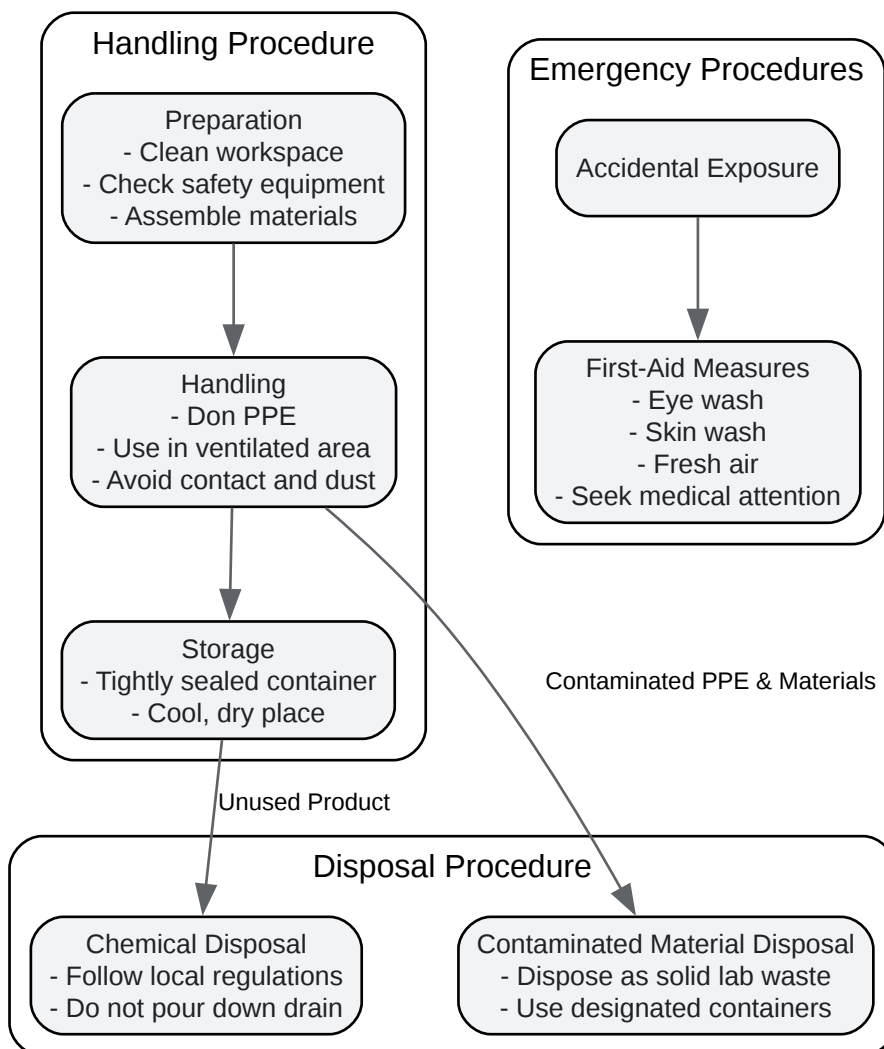 Handling Procedure
Preparation
- Clean workspace
- Check safety equipment
- Assemble materials
Handling
- Don PPE
- Use in ventilated area
- Avoid contact and dust
Storage
- Tightly sealed container
- Cool, dry place
Emergency Procedures
Accidental Exposure
First-Aid Measures
- Eye wash
- Skin wash
- Fresh air
- Seek medical attention
Contaminated PPE & Materials
Unused Product
Disposal Procedure
Chemical Disposal
- Follow local regulations
- Do not pour down drain
Contaminated Material Disposal
- Dispose as solid lab waste
- Use designated containers